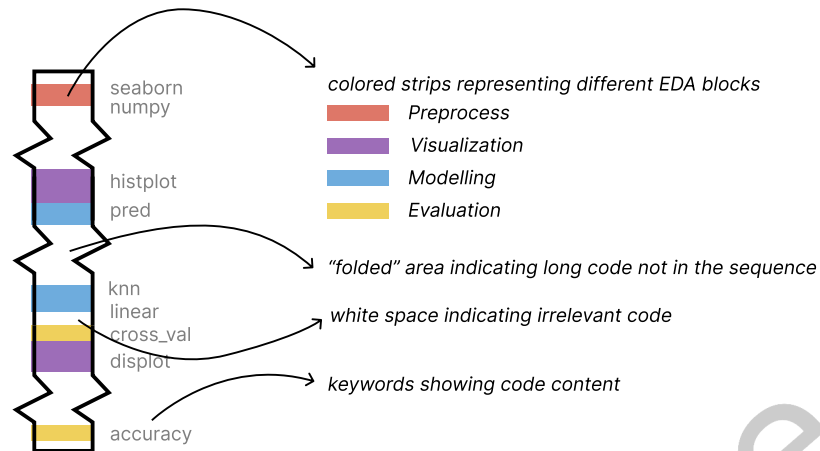 seaborn
numpy
histplot
pred
knn
linear
cross_val
displot
accuracy
colored strips representing different EDA blocks
Preprocess
Visualization
Modelling
Evaluation
“folded” area indicating long code not in the sequence
white space indicating irrelevant code
keywords showing code content